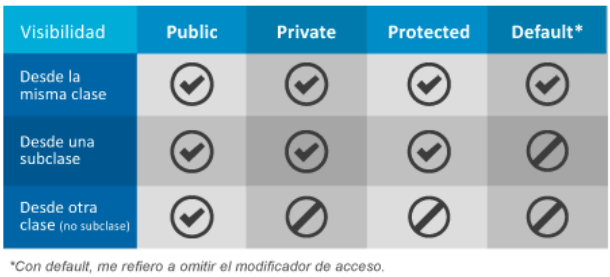 Visibilidad Public Private Protected Default*
Desde la
misma clase
Desde una
subclase
Desde otra
clase (no subclase)
*Con default, me refiero a omitir el modificador de acceso.